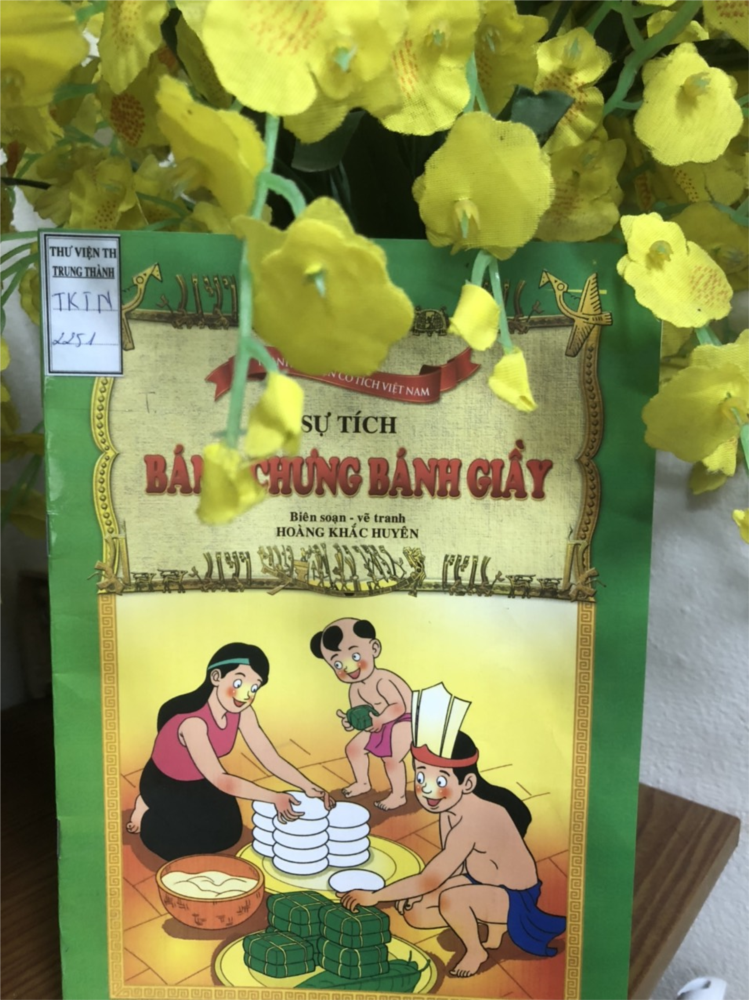 THƯ VIỆN TH
TRUNG THÀNH
TKTN
2251
CỔ TÍCH VIỆT NAM
SỰ TÍCH
CHƯNG BÁNH GIẦY
Biên soạn - vẽ tranh
HOÀNG KHẮC HUYÊN